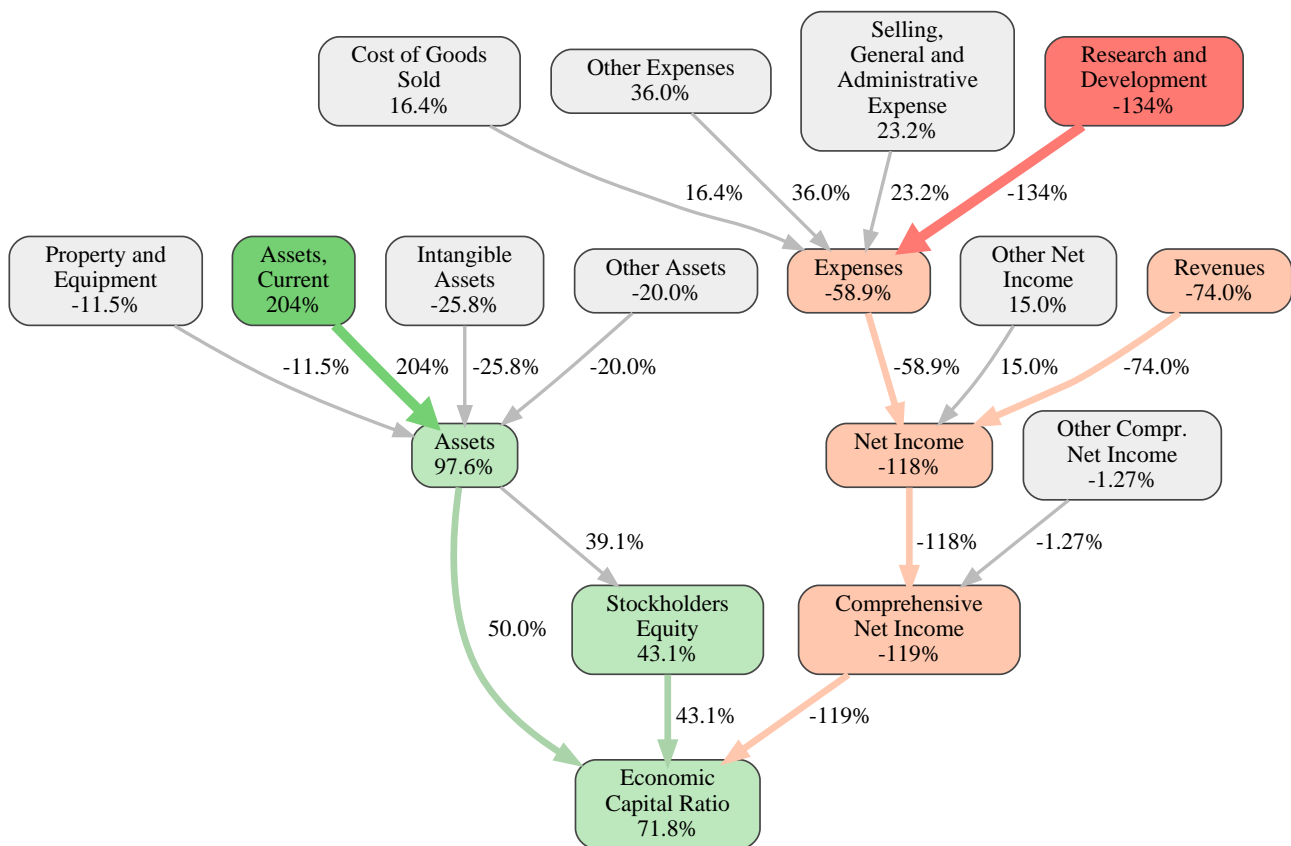 Cost of Goods
Sold
16.4%
Other Expenses
36.0%
Selling,
General and
Administrative
Expense
23.2%
Research and
Development
-134%
16.4%
36.0%
23.2%
-134%
Property and
Equipment
-11.5%
Assets,
Current
204%
Intangible
Assets
-25.8%
Other Assets
-20.0%
Expenses
-58.9%
Other Net
Income
15.0%
Revenues
-74.0%
-11.5%
204%
-25.8%
-20.0%
-58.9%
15.0%
-74.0%
Assets
97.6%
Net Income
-118%
Other Compr.
Net Income
-1.27%
39.1%
-118%
-1.27%
50.0%
Stockholders
Equity
43.1%
Comprehensive
Net Income
-119%
43.1%
-119%
Economic
Capital Ratio
71.8%